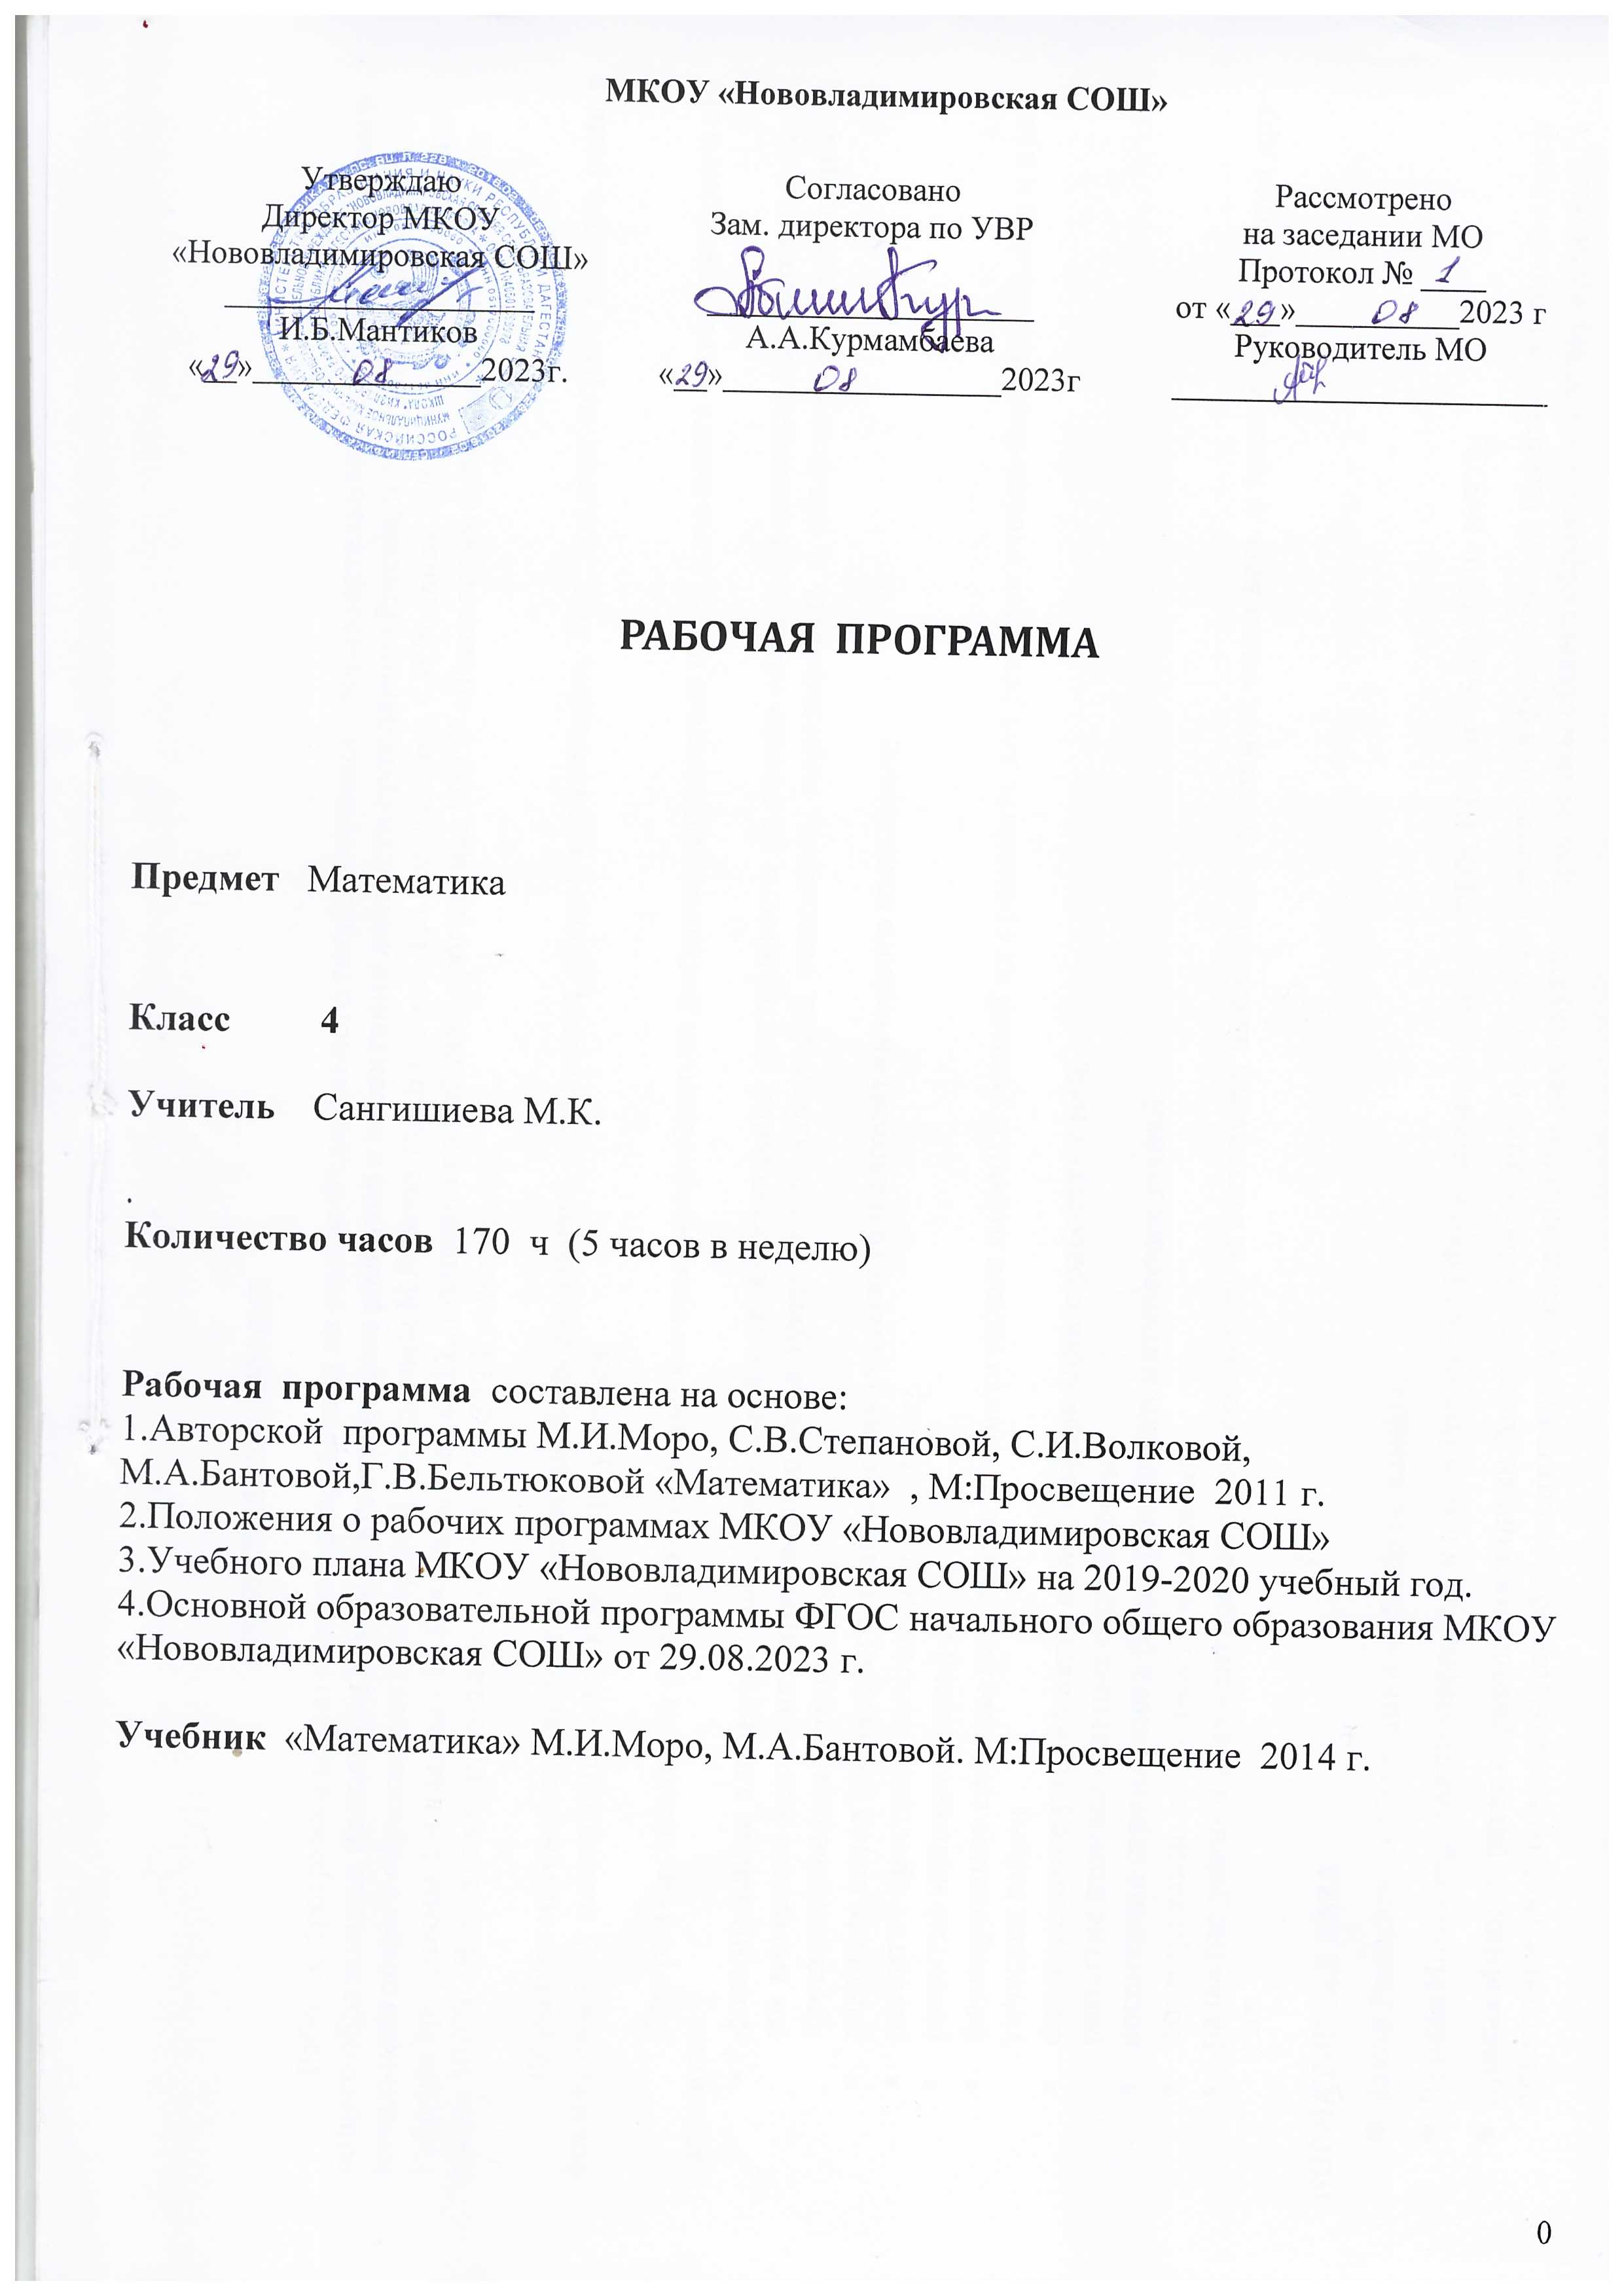 МКОУ «Нововладимировская СОШ»
Утверждаю
Директор МКОУ
«Нововладимировская СОШ»
И.Б.Мантиков
«29» 08 2023г.
Согласовано
Зам. директора по УВР
А.А.Курмамбаева
«29» 08 2023г
Рассмотрено
на заседании МО
Протокол № 1
от «29» 08 2023 г
Руководитель МО
РАБОЧАЯ ПРОГРАММА
Предмет Математика
Класс 4
Учитель Сангишиева М.К.
.
Количество часов 170 ч (5 часов в неделю)
Рабочая программа составлена на основе:
1.Авторской программы М.И.Моро, С.В.Степановой, С.И.Волковой,
М.А.Бантовой,Г.В.Бельтюковой «Математика» , М:Просвещение 2011 г.
2.Положения о рабочих программах МКОУ «Нововладимировская СОШ»
3.Учебного плана МКОУ «Нововладимировская СОШ» на 2019-2020 учебный год.
4.Основной образовательной программы ФГОС начального общего образования МКОУ
«Нововладимировская СОШ» от 29.08.2023 г.
Учебник «Математика» М.И.Моро, М.А.Бантовой. М:Просвещение 2014 г.
0